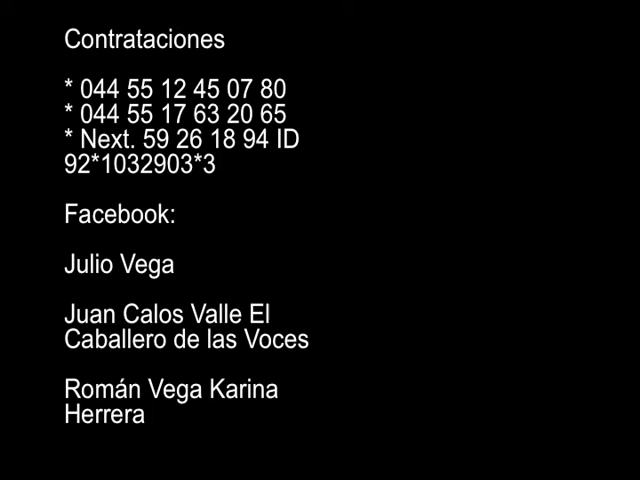 Contrataciones
* 044 55 12 45 07 80
* 044 55 17 63 20 65
* Next. 59 26 18 94 ID
92*1032903*3
Facebook:
Julio Vega
Juan Calos Valle El
Caballero de las Voces
Román Vega Karina
Herrera